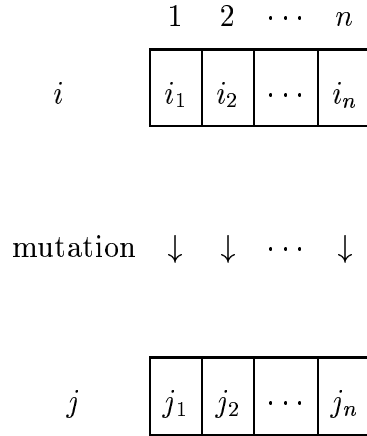 1 2 ⋯ n
i i₁ i₂ ⋯ iₙ
mutation ↓ ↓ ⋯ ↓
j j₁ j₂ ⋯ jₙ